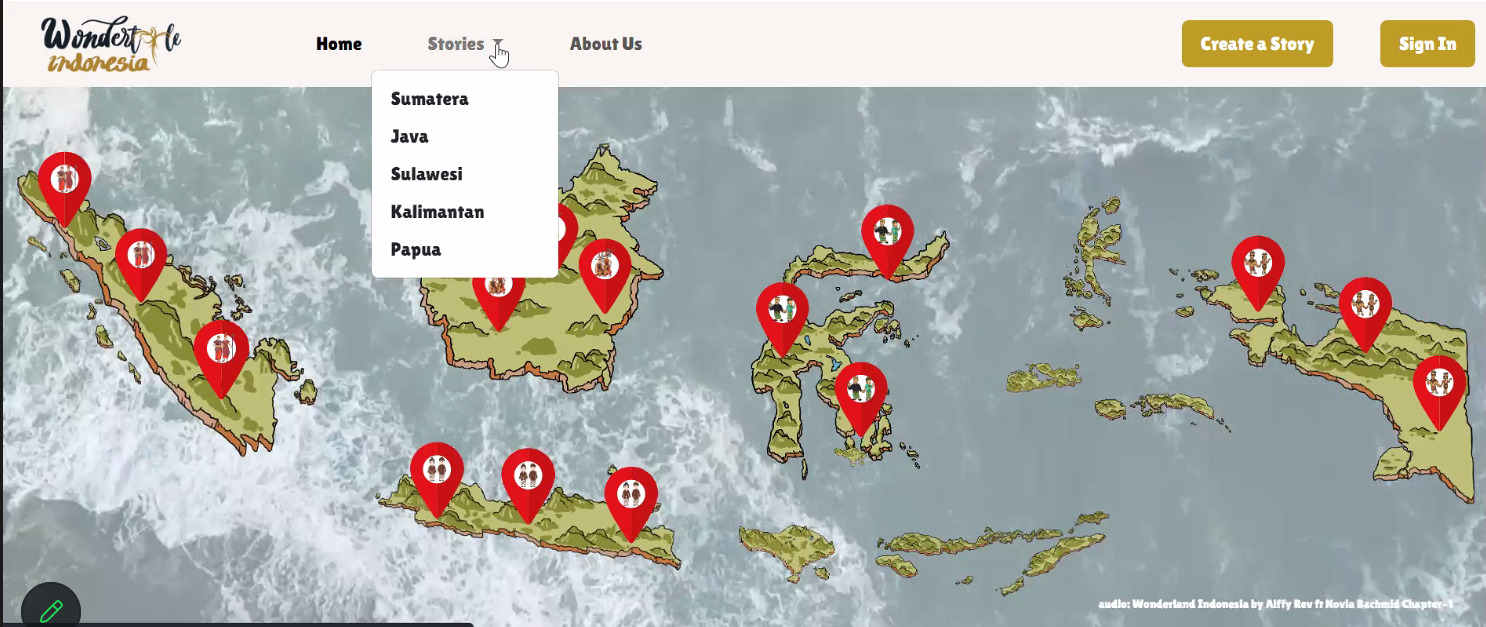 Wondertale
indonesia
Home
Stories
About Us
Create a Story
Sign In
Sumatera
Java
Sulawesi
Kalimantan
Papua
audio: Wonderland Indonesia by Alffy Rev ft Novia Bachmid Chapter-1